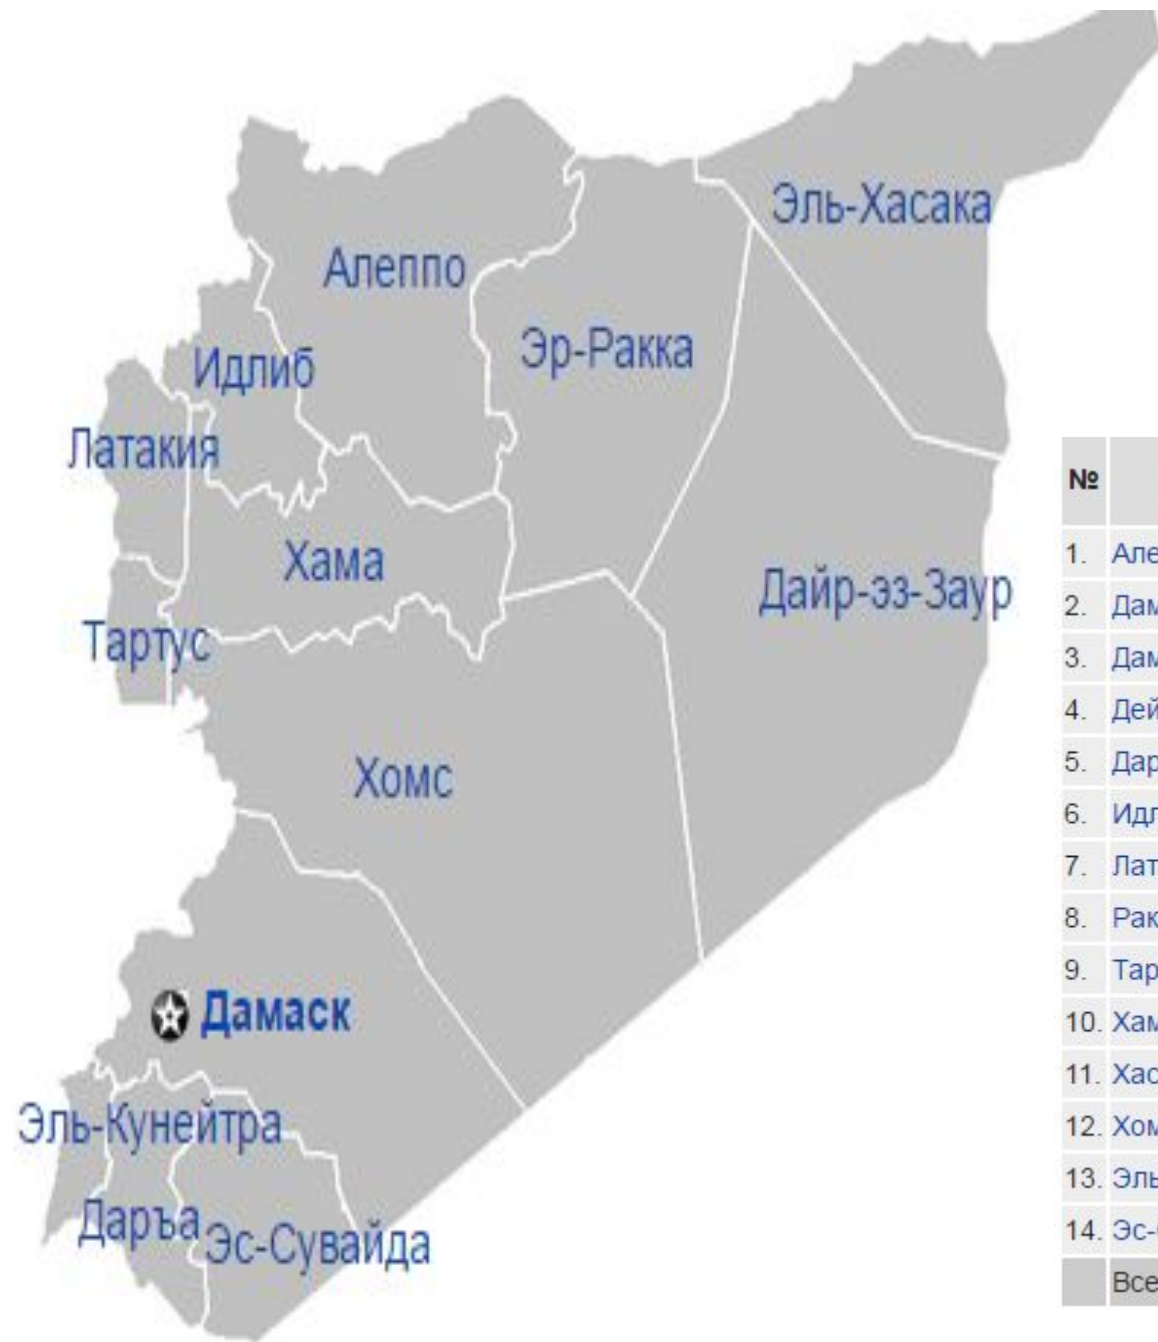 Эль-Хасака
Алеппо
Эр-Ракка
Идлиб
Латакия
Хама
Дайр-эз-Заур
Тартус
Хомс
Дамаск
Эль-Кунейтра
Даръа
Эс-Сувайда
№
1. Але
2. Дам
3. Дам
4. Дей
5. Дар
6. Идл
7. Лат
8. Рак
9. Тар
10. Хам
11. Хас
12. Хом
13. Эль
14. Эс-
Все